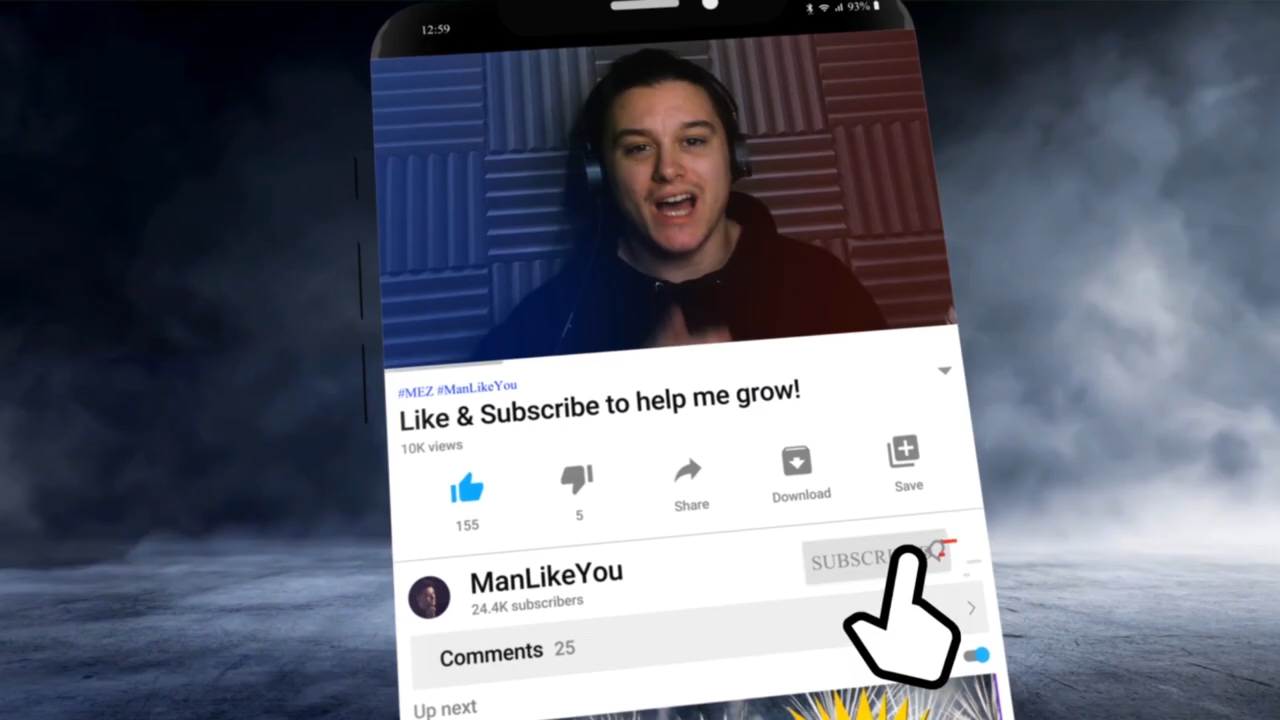 12:59
93%
#MEZ #ManLikeYou
Like & Subscribe to help me grow!
10K views
155
5
Share
Download
Save
ManLikeYou
24.4K subscribers
Comments 25
Up next